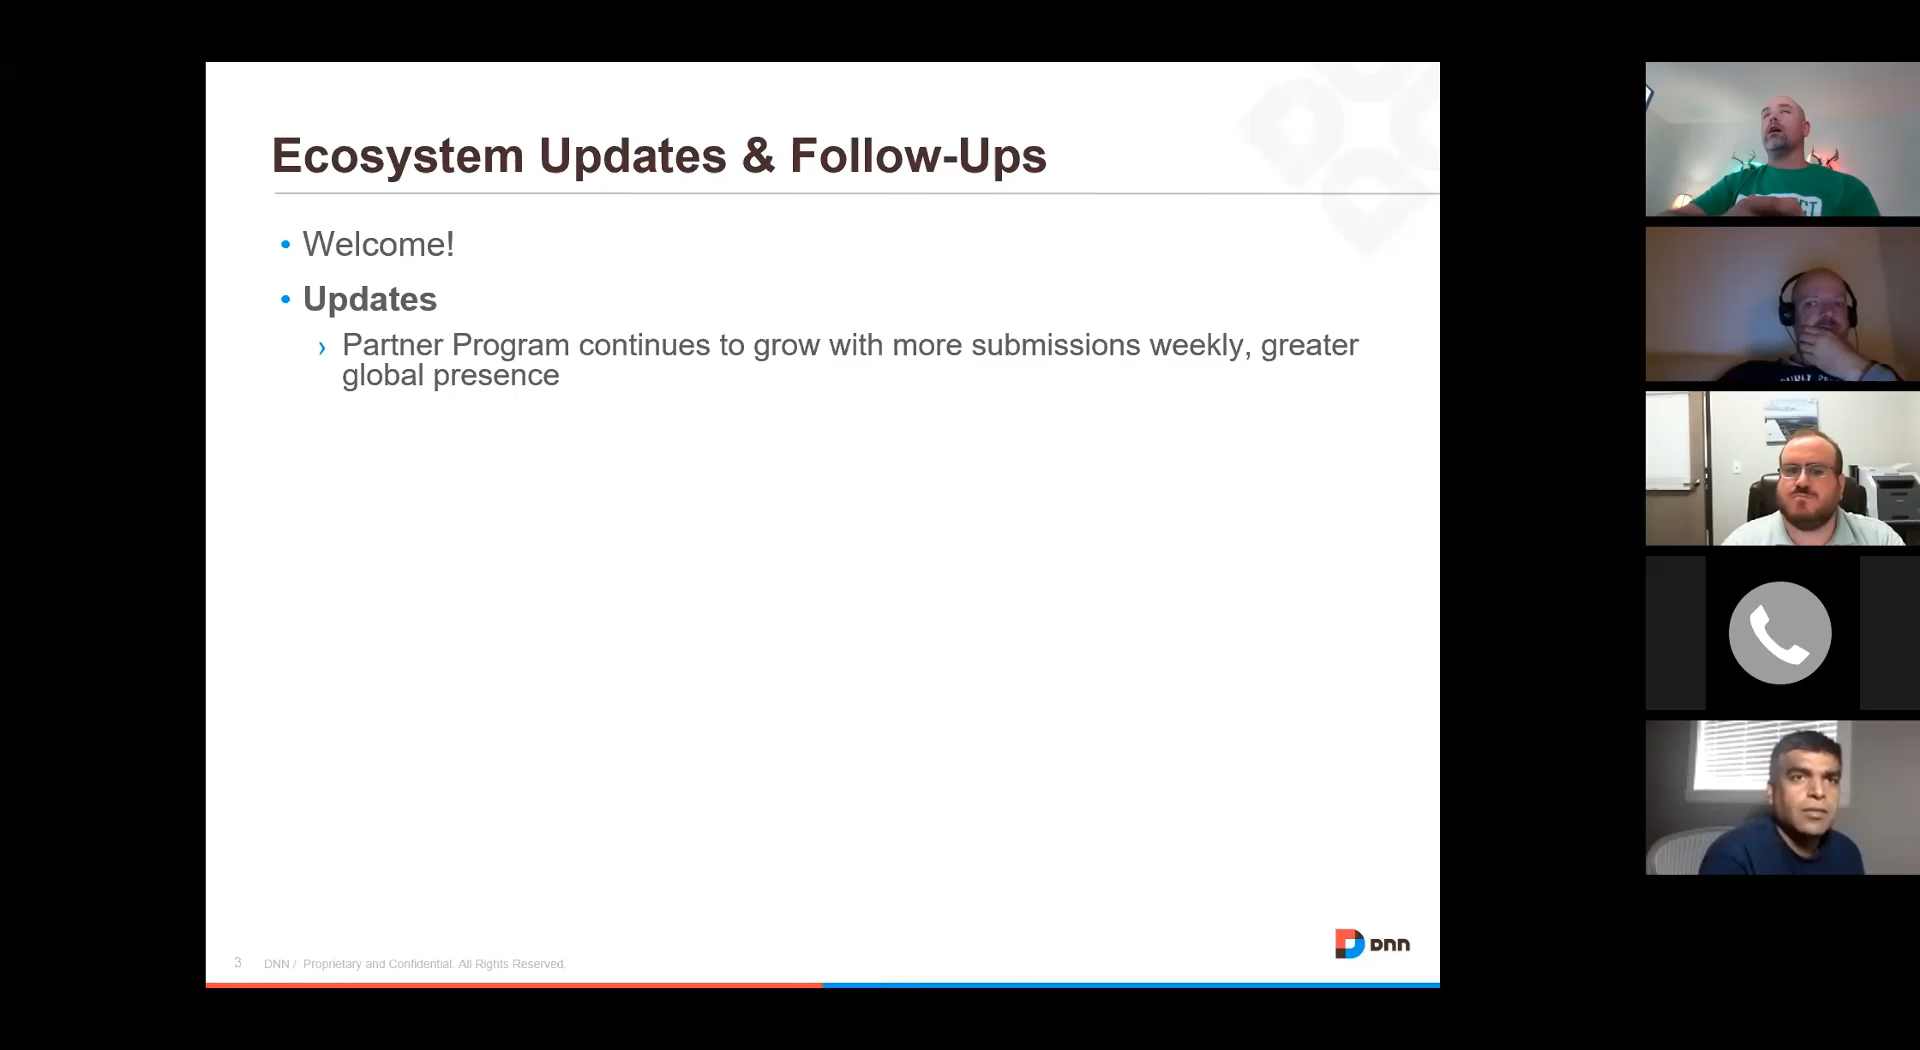 Ecosystem Updates & Follow-Ups
• Welcome!
• Updates
› Partner Program continues to grow with more submissions weekly, greater
global presence
3 DNN / Proprietary and Confidential. All Rights Reserved.
DNN